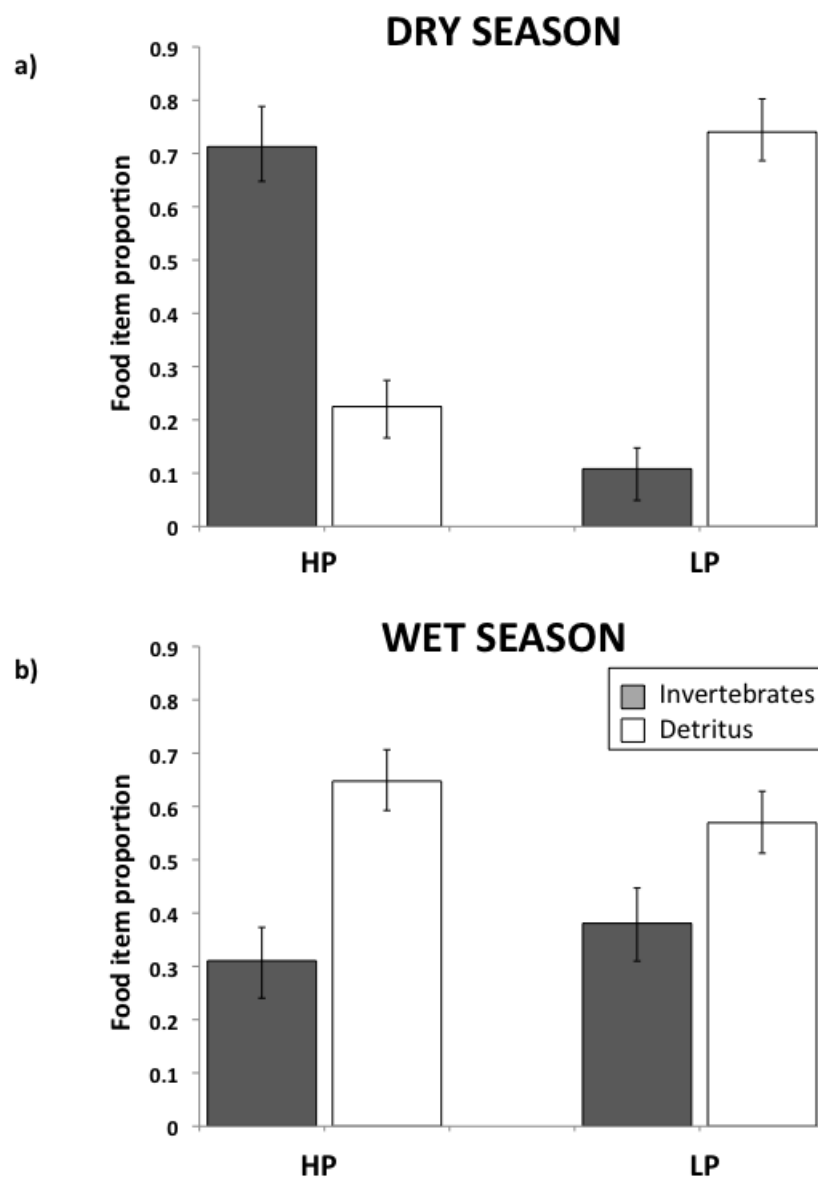 DRY SEASON
a)
Food item proportion
0.9
0.8
0.7
0.6
0.5
0.4
0.3
0.2
0.1
0
HP
LP
WET SEASON
b)
Food item proportion
0.9
0.8
0.7
0.6
0.5
0.4
0.3
0.2
0.1
0
Invertebrates
Detritus
HP
LP